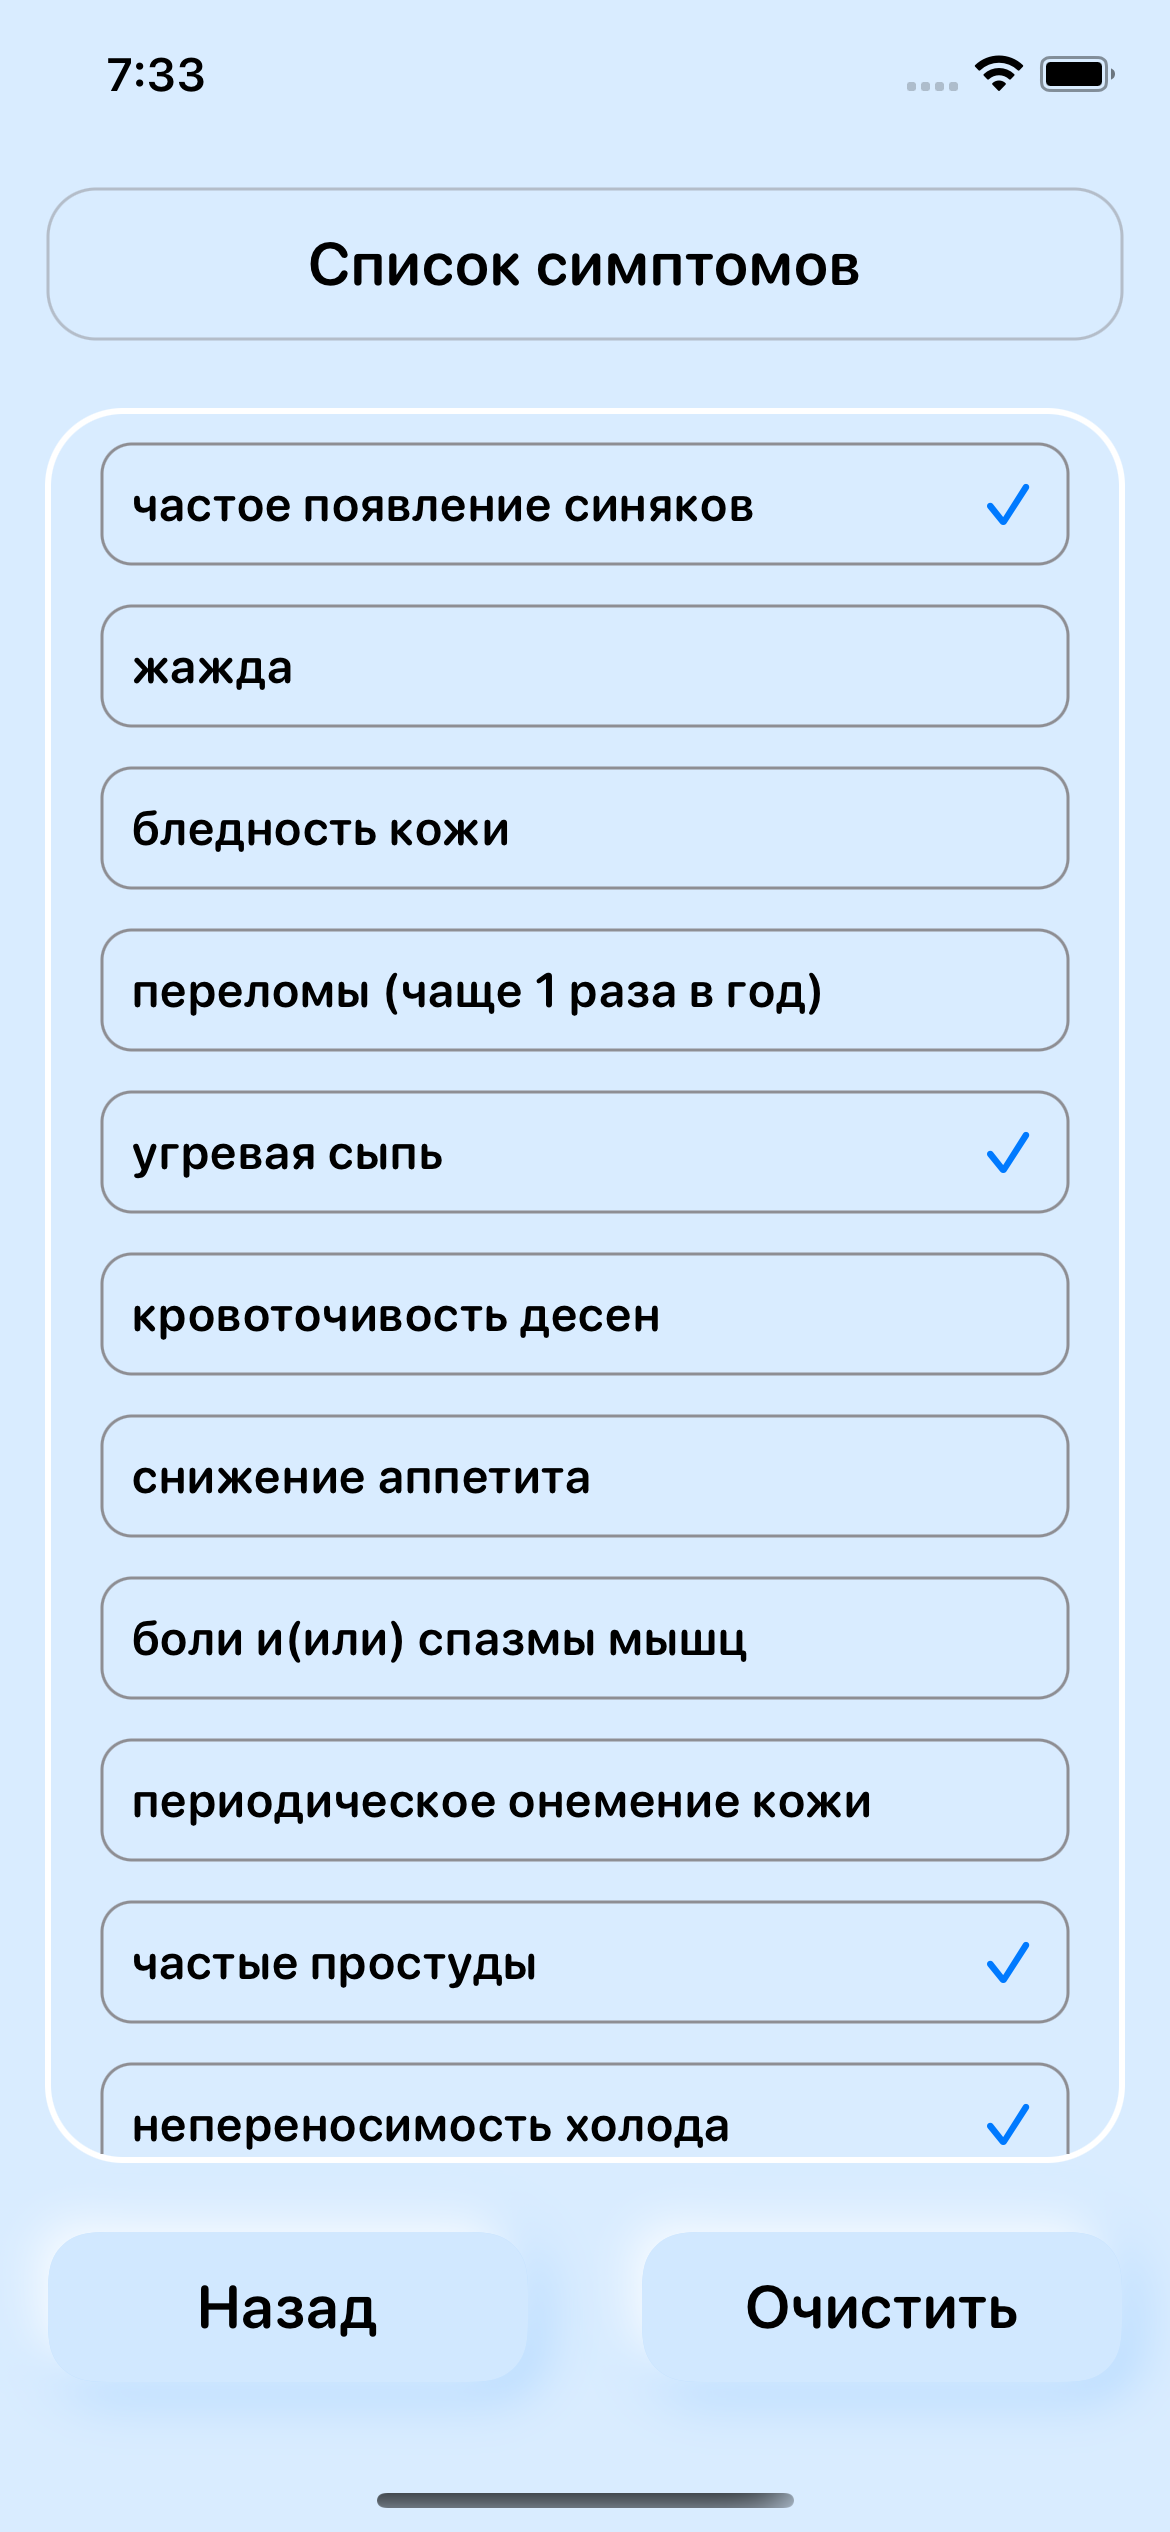 7:33
Список симптомов
частое появление синяков
жажда
бледность кожи
переломы (чаще 1 раза в год)
угревая сыпь
кровоточивость десен
снижение аппетита
боли и(или) спазмы мышц
периодическое онемение кожи
частые простуды
непереносимость холода
Назад
Очистить